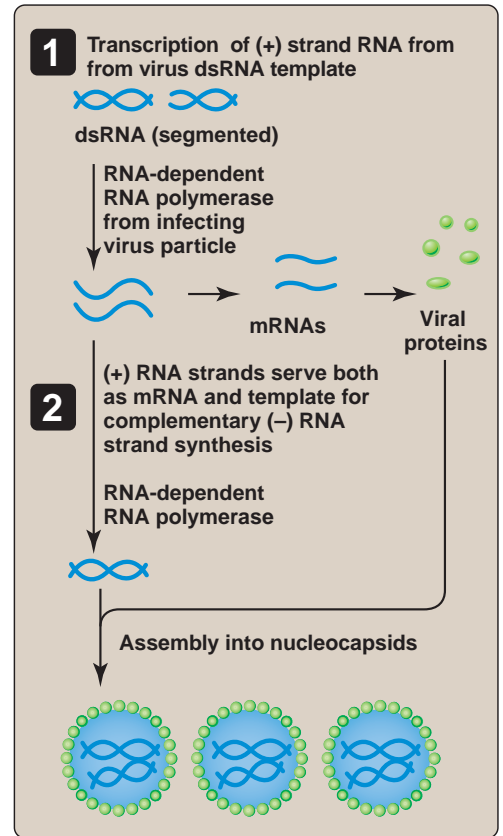 1
Transcription of (+) strand RNA from
from virus dsRNA template
dsRNA (segmented)
RNA-dependent
RNA polymerase
from infecting
virus particle
mRNAs
Viral
proteins
2
(+) RNA strands serve both
as mRNA and template for
complementary (–) RNA
strand synthesis
RNA-dependent
RNA polymerase
Assembly into nucleocapsids